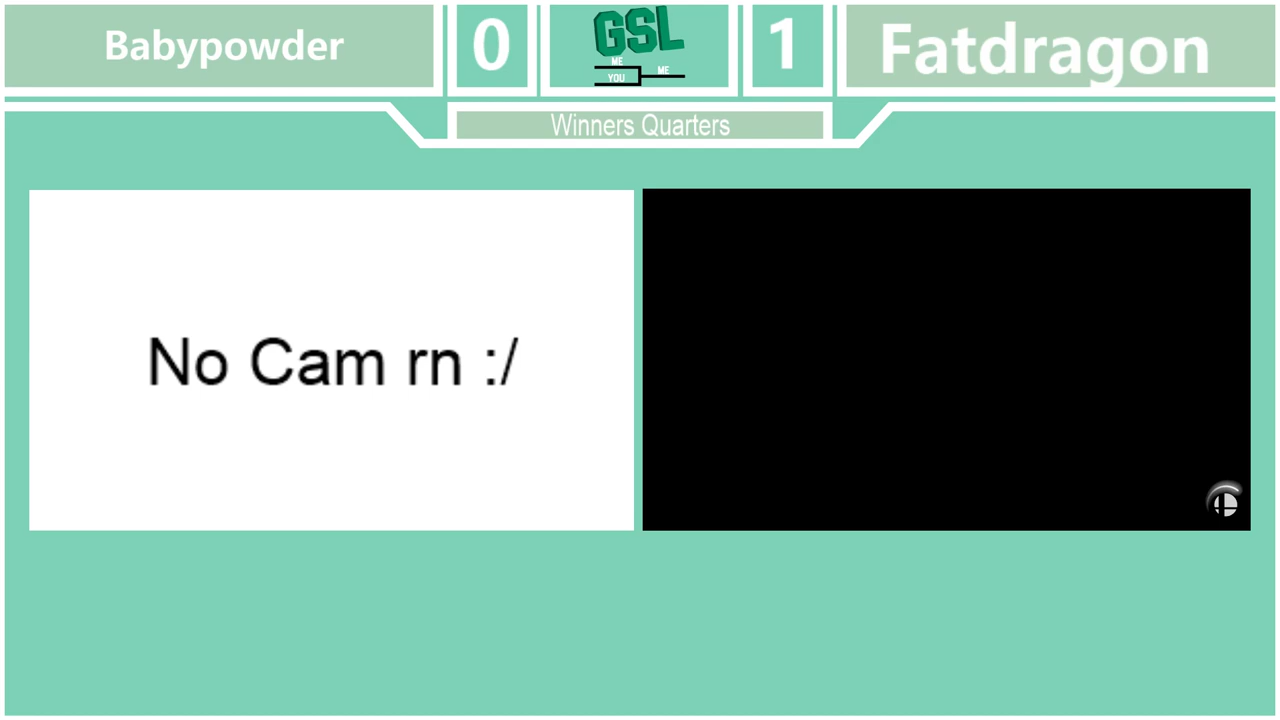 Babypowder
0
GSL
ME
YOU
ME
1
Fatdragon
Winners Quarters
No Cam rn :/